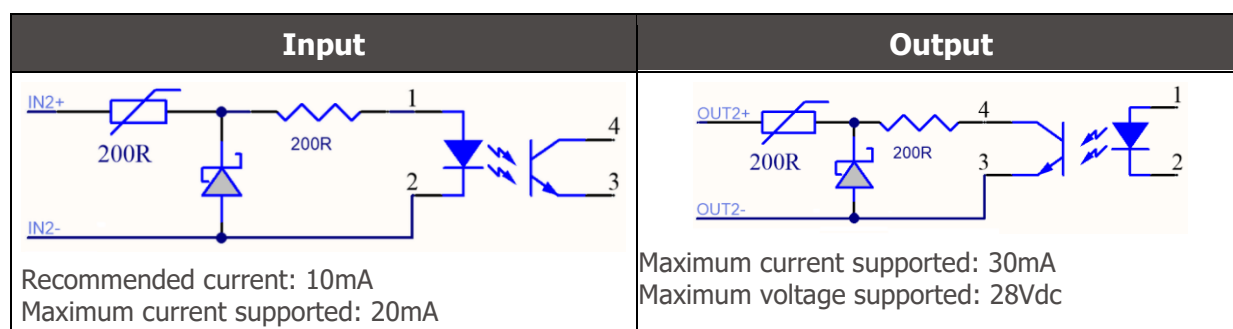 Input
Output
IN2+
1
4
200R
200R
2
3
IN2-
Recommended current: 10mA
Maximum current supported: 20mA
OUT2+
4
1
200R
200R
3
2
OUT2-
Maximum current supported: 30mA
Maximum voltage supported: 28Vdc